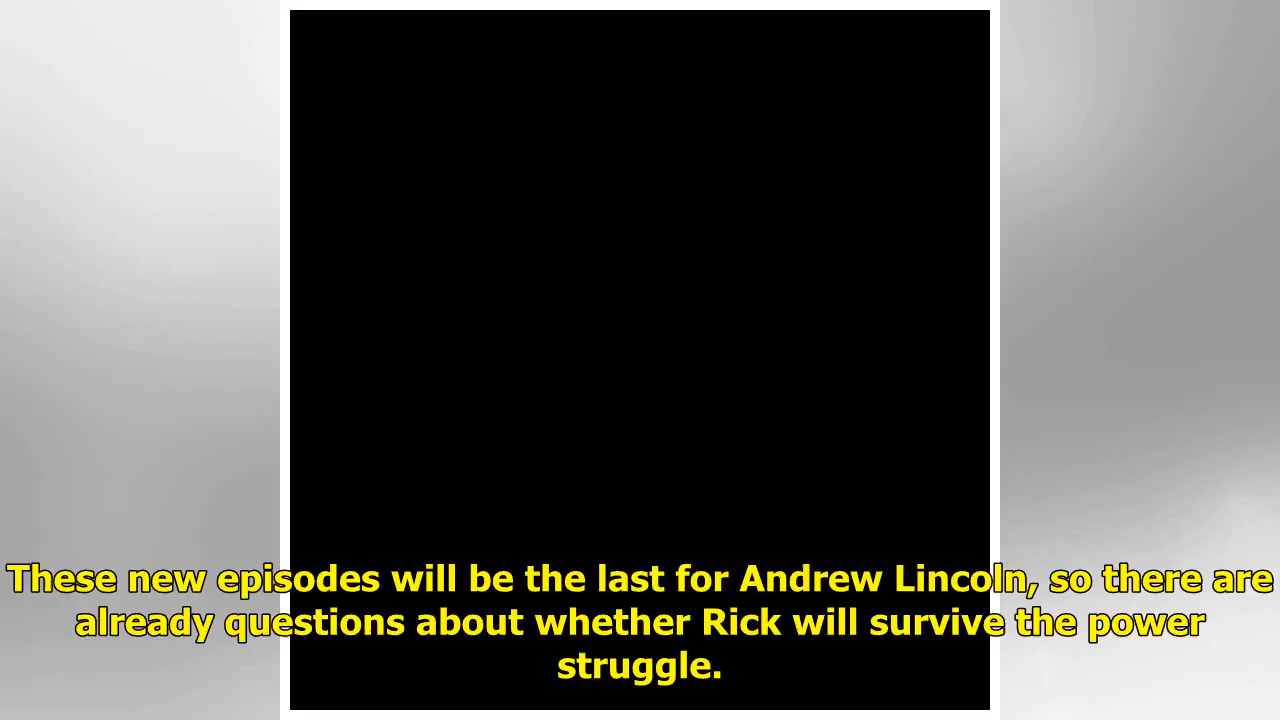 These new episodes will be the last for Andrew Lincoln, so there are
already questions about whether Rick will survive the power
struggle.